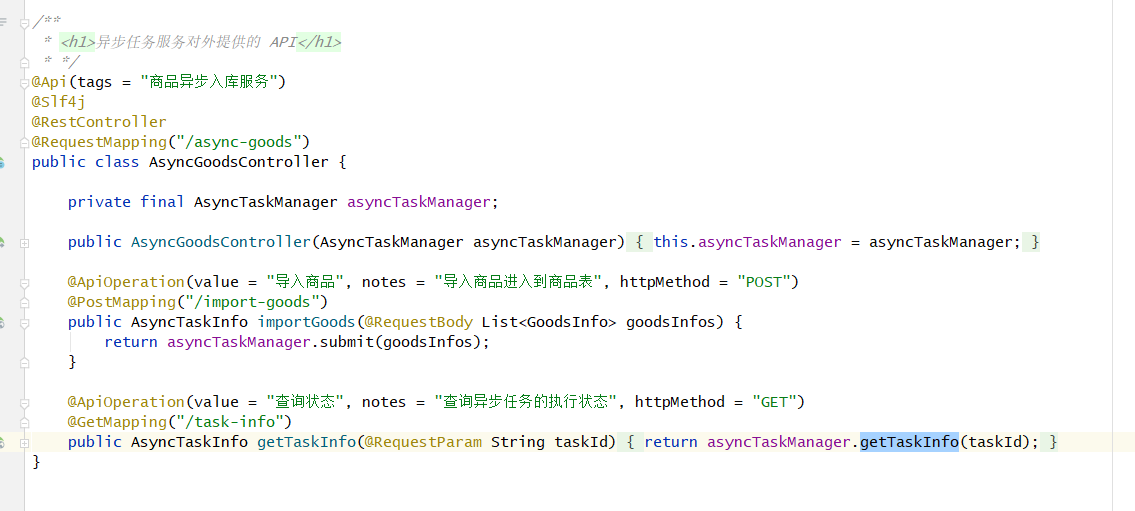 /**
 * <h1>异步任务服务对外提供的 API</h1>
 * */
@Api(tags = "商品异步入库服务")
@Slf4j
@RestController
@RequestMapping("/async-goods")
public class AsyncGoodsController {
    private final AsyncTaskManager asyncTaskManager;
    public AsyncGoodsController(AsyncTaskManager asyncTaskManager) { this.asyncTaskManager = asyncTaskManager; }
    @ApiOperation(value = "导入商品", notes = "导入商品进入到商品表", httpMethod = "POST")
    @PostMapping("/import-goods")
    public AsyncTaskInfo importGoods(@RequestBody List<GoodsInfo> goodsInfos) {
        return asyncTaskManager.submit(goodsInfos);
    }
    @ApiOperation(value = "查询状态", notes = "查询异步任务的执行状态", httpMethod = "GET")
    @GetMapping("/task-info")
    public AsyncTaskInfo getTaskInfo(@RequestParam String taskId) { return asyncTaskManager.getTaskInfo(taskId); }
}